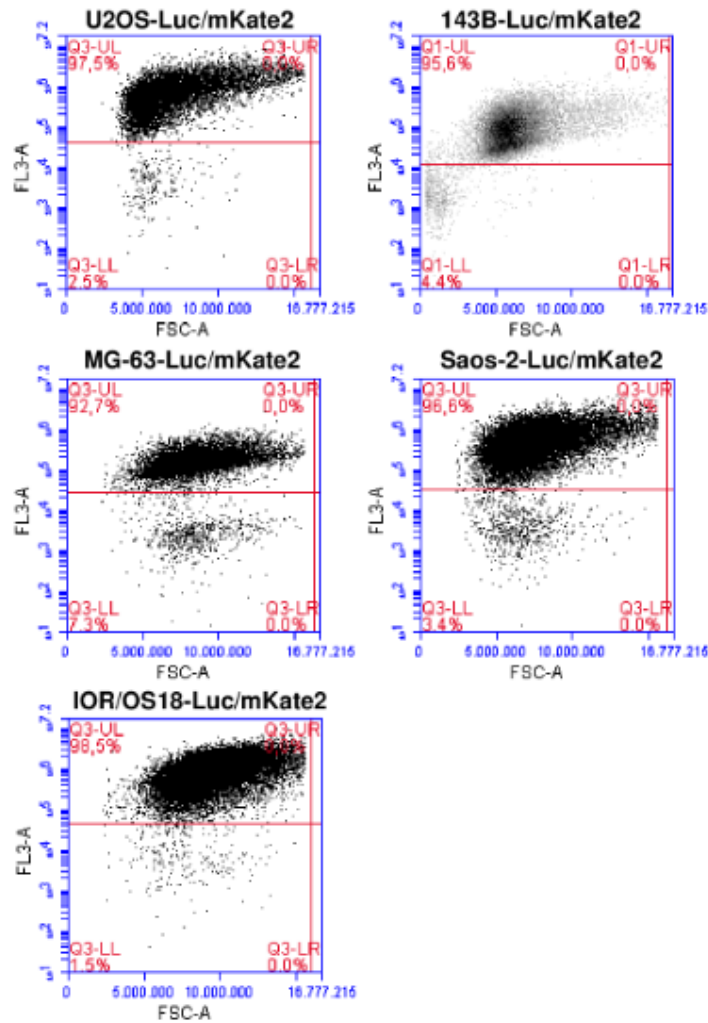 U2OS-Luc/mKate2
Q3-UL Q3-UR
97,5% 0,0%
FL3-A
Q3-LL Q3-LR
2.5% 0.0%
0 5.000.000 10.000.000 16.777.215
FSC-A
143B-Luc/mKate2
Q1-UL Q1-UR
95,6% 0,0%
FL3-A
Q1-LL Q1-LR
4.4% 0.0%
0 5.000.000 10.000.000 16.777.215
FSC-A
MG-63-Luc/mKate2
Q3-UL Q3-UR
92,7% 0,0%
FL3-A
Q3-LL Q3-LR
7.3% 0.0%
0 5.000.000 10.000.000 16.777.215
FSC-A
Saos-2-Luc/mKate2
Q3-UL Q3-UR
96,6% 0,0%
FL3-A
Q3-LL Q3-LR
3.4% 0.0%
0 5.000.000 10.000.000 16.777.215
FSC-A
IOR/OS18-Luc/mKate2
Q3-UL Q3-UR
98,5%
FL3-A
Q3-LL Q3-LR
1.5% 0.0%
0 5.000.000 10.000.000 16.777.215
FSC-A